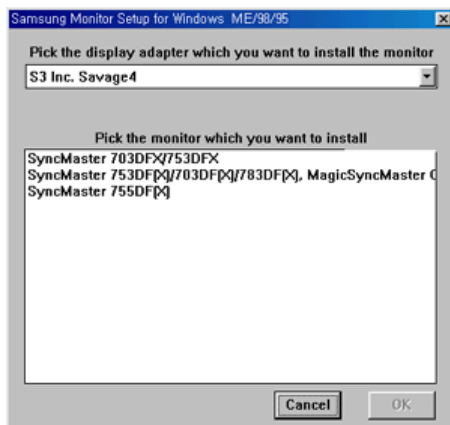 Samsung Monitor Setup for Windows ME/98/95
Pick the display adapter which you want to install the monitor
S3 Inc. Savage4
Pick the monitor which you want to install
SyncMaster 703DFX/753DFX
SyncMaster 753DF[X]/703DF[X]/783DF[X], MagicSyncMaster
SyncMaster 755DF[X]
Cancel OK